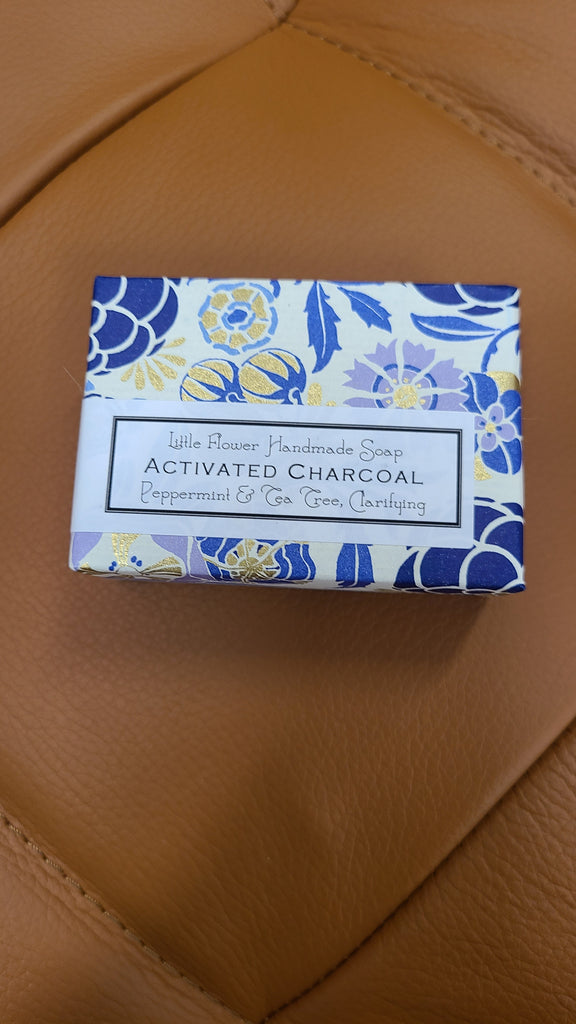 Little Flower Handmade Soap
Activated Charcoal
Peppermint & Tea Tree, Clarifying